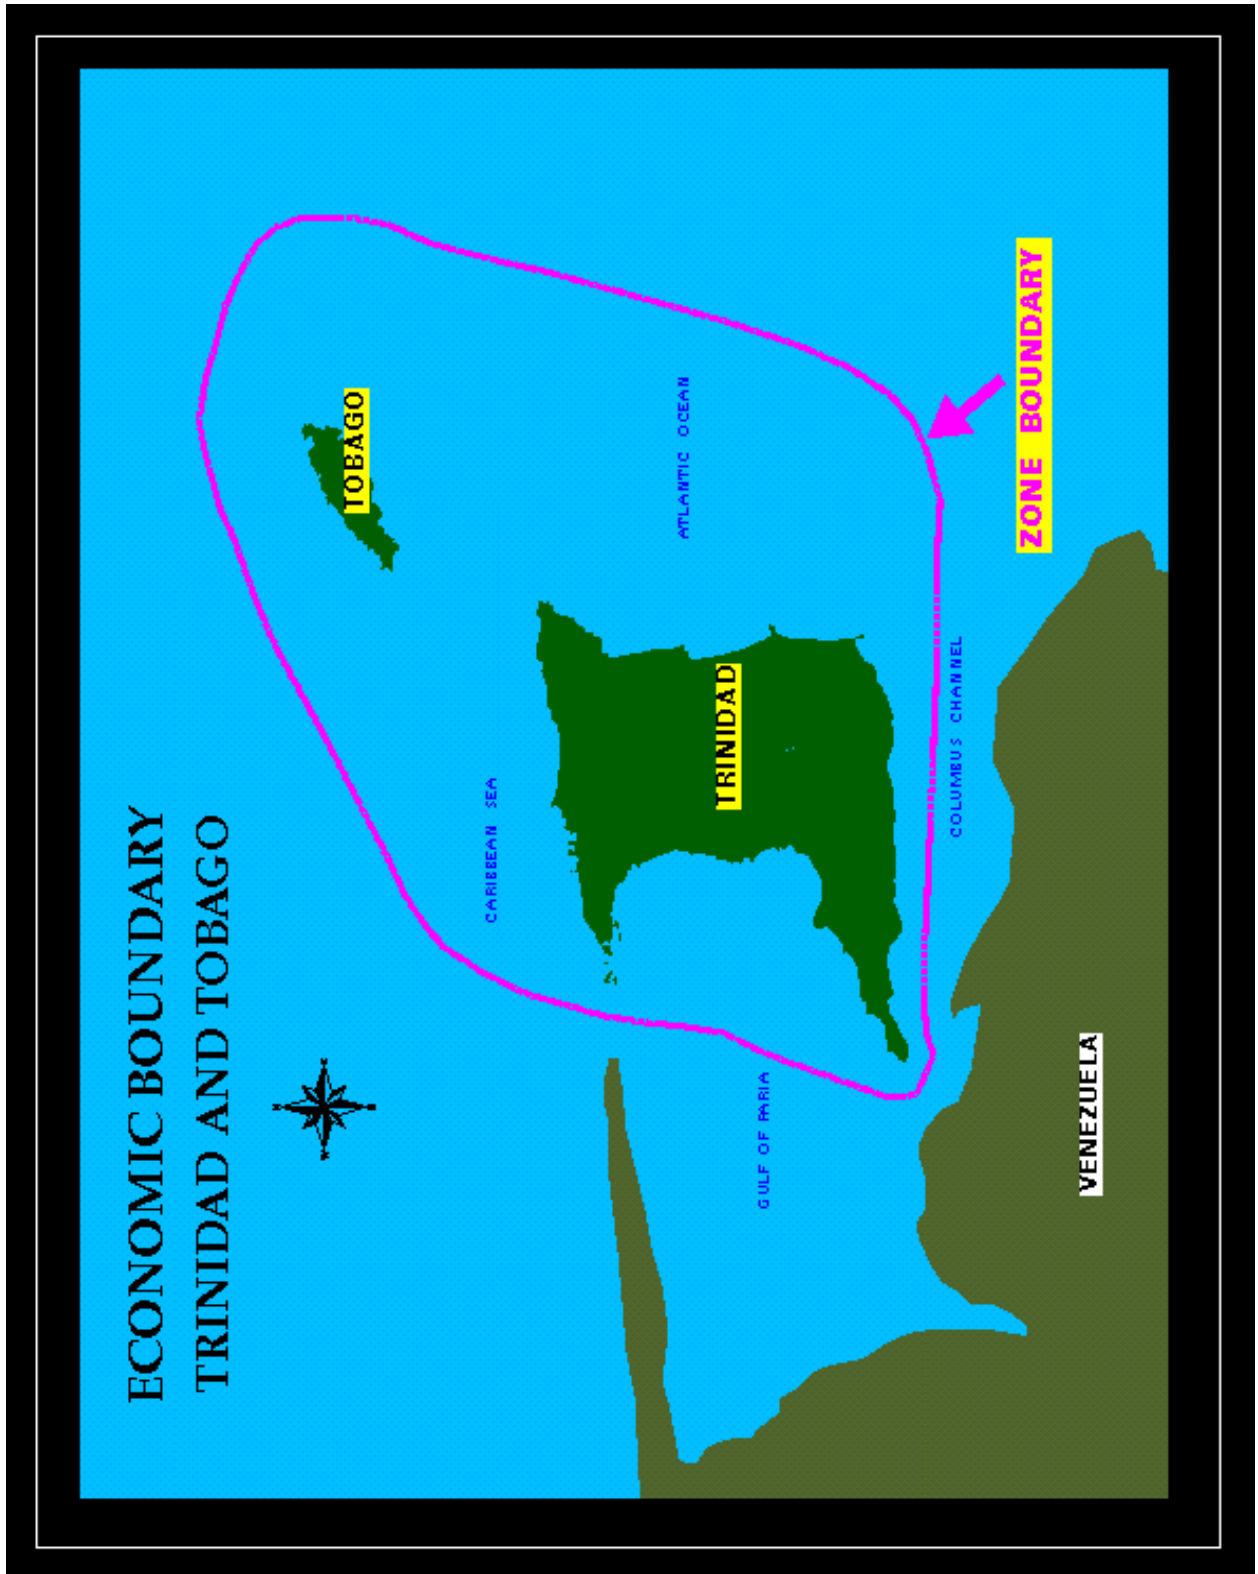 ECONOMIC BOUNDARY
TRINIDAD AND TOBAGO
TOBAGO
CARIBBEAN SEA
ATLANTIC OCEAN
TRINIDAD
GULF OF PARIA
COLUMBUS CHANNEL
ZONE BOUNDARY
VENEZUELA